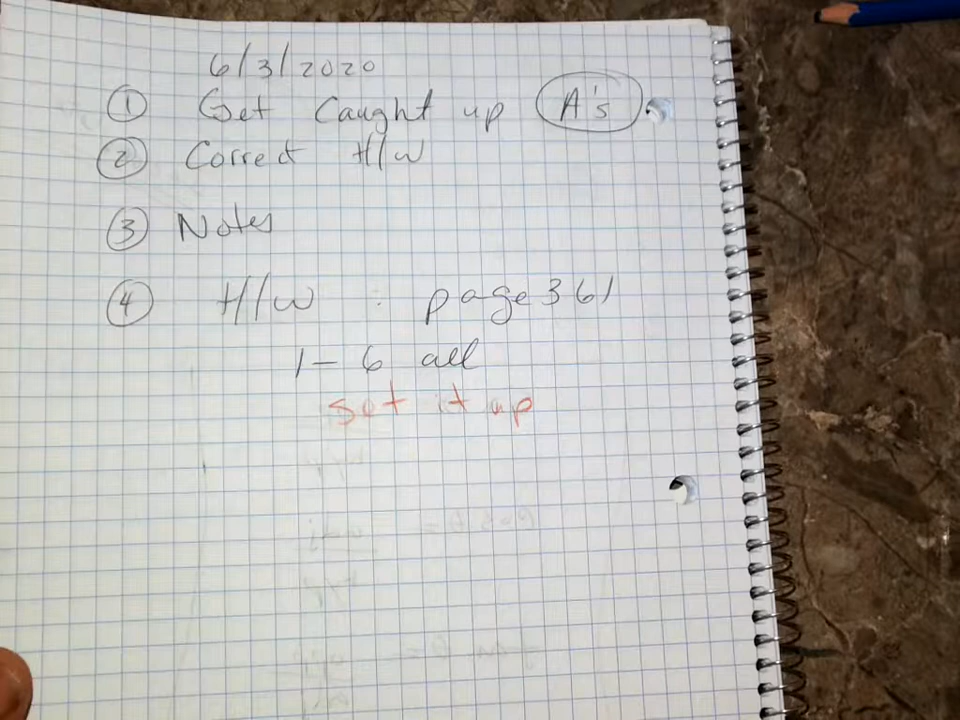 6/3/2020
① Get Caught up A's
② Correct H/W
③ Notes
④ H/W : page 361
1 - 6 all
set it up